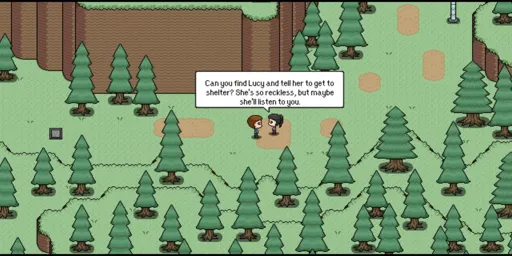 Can you find Lucy and tell her to get to
shelter? She's so reckless, but maybe
she'll listen to you.